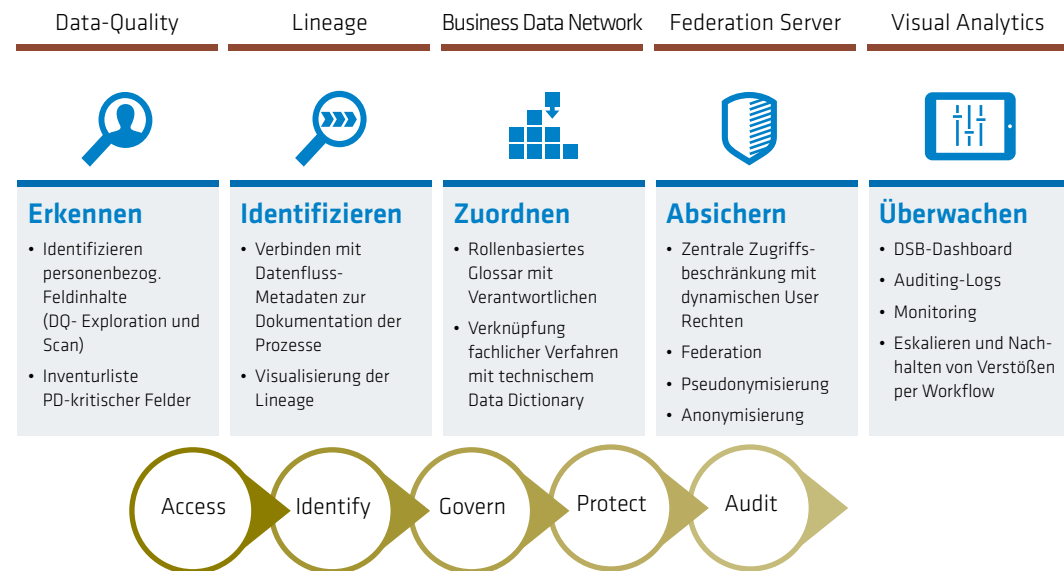 Data-Quality
Lineage
Business Data Network
Federation Server
Visual Analytics
Erkennen
• Identifizieren
personenbezog.
Feldinhalte
(DQ- Exploration und
Scan)
• Inventurliste
PD-kritischer Felder
Identifizieren
• Verbinden mit
Datenfluss-
Metadaten zur
Dokumentation der
Prozesse
• Visualisierung der
Lineage
Zuordnen
• Rollenbasiertes
Glossar mit
Verantwortlichen
• Verknüpfung
fachlicher Verfahren
mit technischem
Data Dictionary
Absichern
• Zentrale Zugriffs-
beschränkung mit
dynamischen User
Rechten
• Federation
• Pseudonymisierung
• Anonymisierung
Überwachen
• DSB-Dashboard
• Auditing-Logs
• Monitoring
• Eskalieren und Nach-
halten von Verstößen
per Workflow
Access
Identify
Govern
Protect
Audit